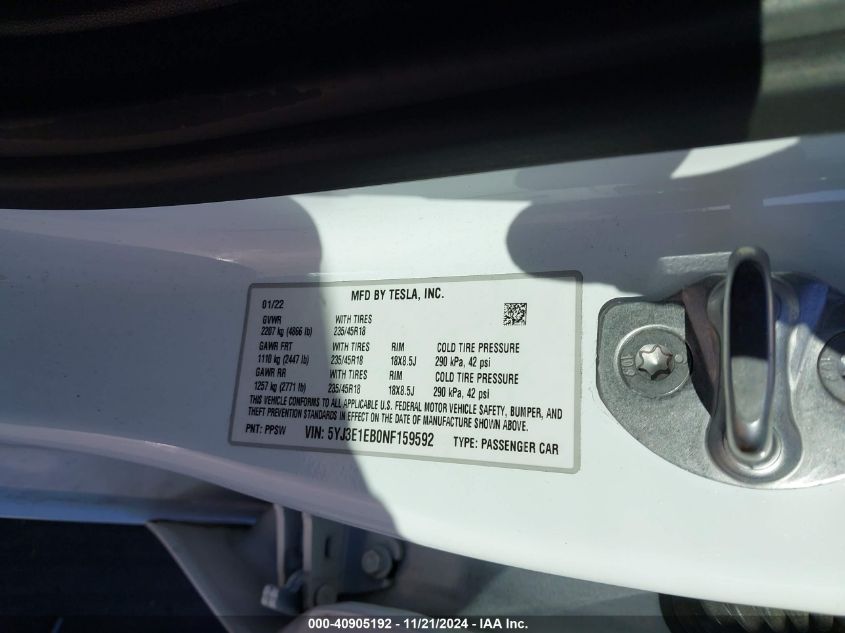 01/22 MFD BY TESLA, INC.
GVWR WITH TIRES
2207 kg (4866 lb) 235/45R18
GAWR FRT WITH TIRES RIM COLD TIRE PRESSURE
1110 kg (2447 lb) 235/45R18 18X8.5J 290 kPa, 42 psi
GAWR RR WITH TIRES RIM COLD TIRE PRESSURE
1257 kg (2771 lb) 235/45R18 18X8.5J 290 kPa, 42 psi
THIS VEHICLE CONFORMS TO ALL APPLICABLE U.S. FEDERAL MOTOR VEHICLE SAFETY, BUMPER, AND
THEFT PREVENTION STANDARDS IN EFFECT ON THE DATE OF MANUFACTURE SHOWN ABOVE.
PNT: PPSW VIN: 5YJ3E1EB0NF159592 TYPE: PASSENGER CAR
000-40905192 - 11/21/2024 - IAA Inc.